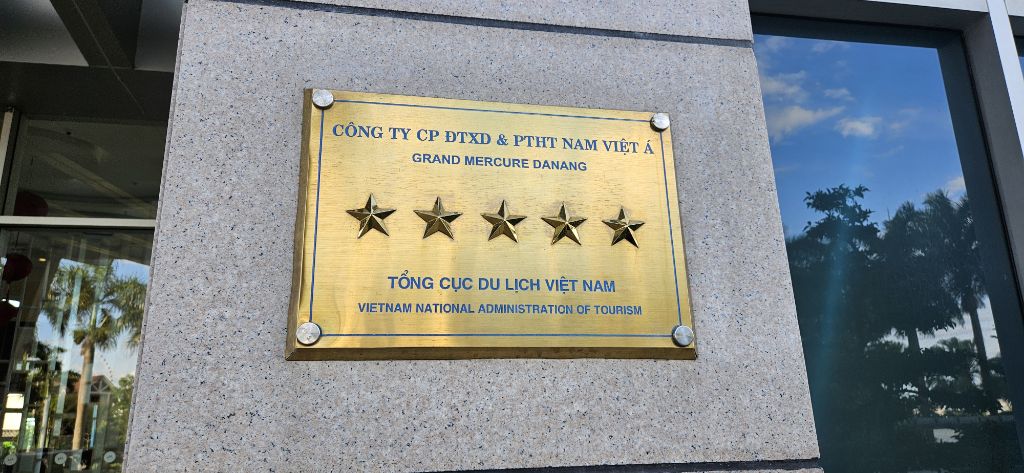 CÔNG TY CP ĐTXD & PTHT NAM VIỆT Á
GRAND MERCURE DANANG
TỔNG CỤC DU LỊCH VIỆT NAM
VIETNAM NATIONAL ADMINISTRATION OF TOURISM